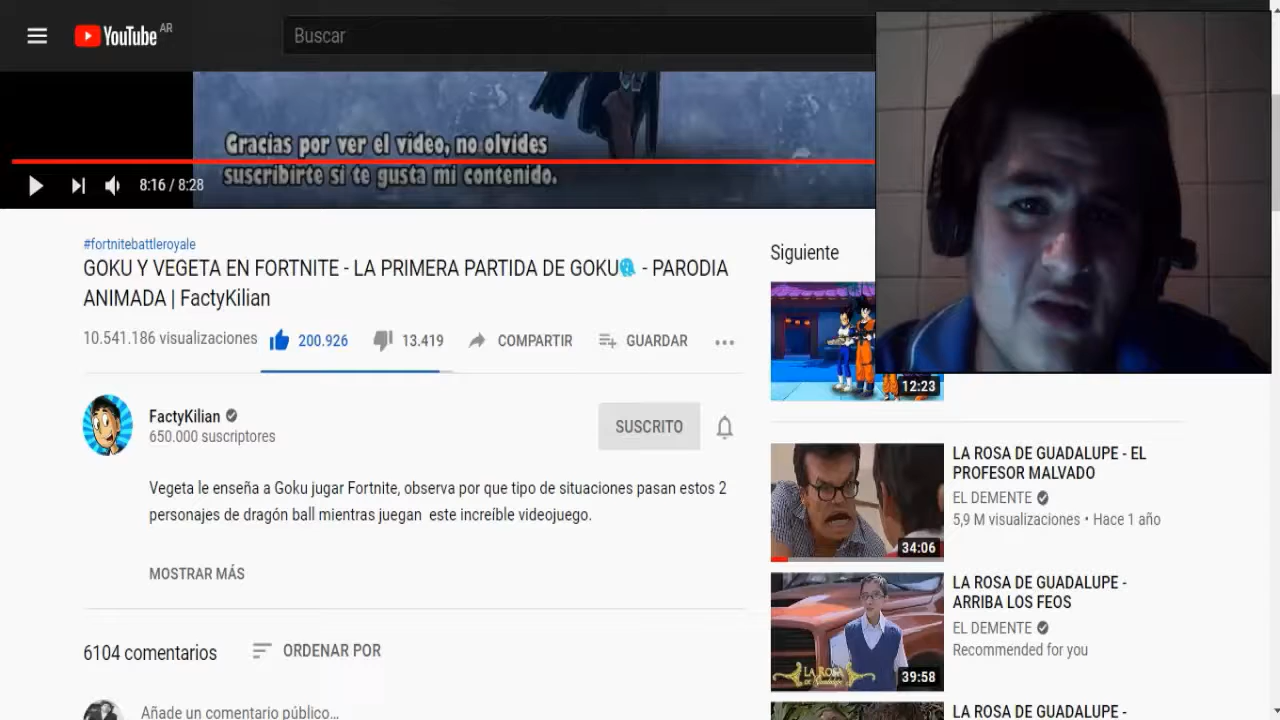 YouTube AR
Buscar
Gracias por ver el vídeo, no olvides
suscribirte si te gusta mi contenido.
8:16 / 8:28
#fortnitebattleroyale
GOKU Y VEGETA EN FORTNITE - LA PRIMERA PARTIDA DE GOKU - PARODIA
ANIMADA | FactyKilian
10.541.186 visualizaciones
200.926
13.419
COMPARTIR
GUARDAR
FactyKilian
650.000 suscriptores
SUSCRITO
Vegeta le enseña a Goku jugar Fortnite, observa por que tipo de situaciones pasan estos 2
personajes de dragón ball mientras juegan este increíble videojuego.
MOSTRAR MÁS
6104 comentarios
ORDENAR POR
Añade un comentario público...
Siguiente
12:23
34:06
LA ROSA DE GUADALUPE - EL
PROFESOR MALVADO
EL DEMENTE
5,9 M visualizaciones • Hace 1 año
LA ROSA
DE GUADALUPE
39:58
LA ROSA DE GUADALUPE -
ARRIBA LOS FEOS
EL DEMENTE
Recommended for you
LA ROSA DE GUADALUPE -